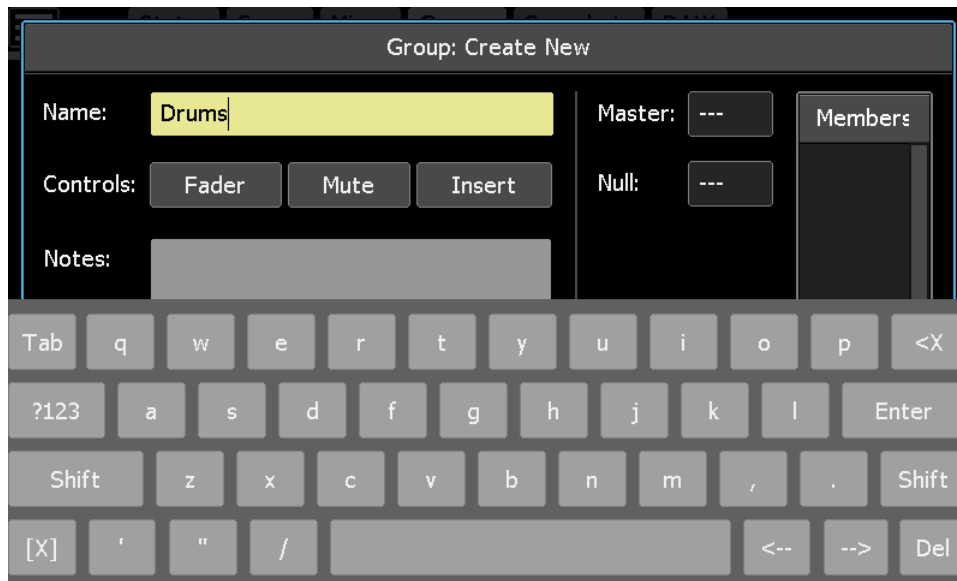 Group: Create New
Name: Drums Master: --- Members
Controls: Fader Mute Insert Null: ---
Notes:
Tab q w e r t y u i o p <X
?123 a s d f g h j k l Enter
Shift z x c v b n m , . Shift
[X] ' " / <-- --> Del